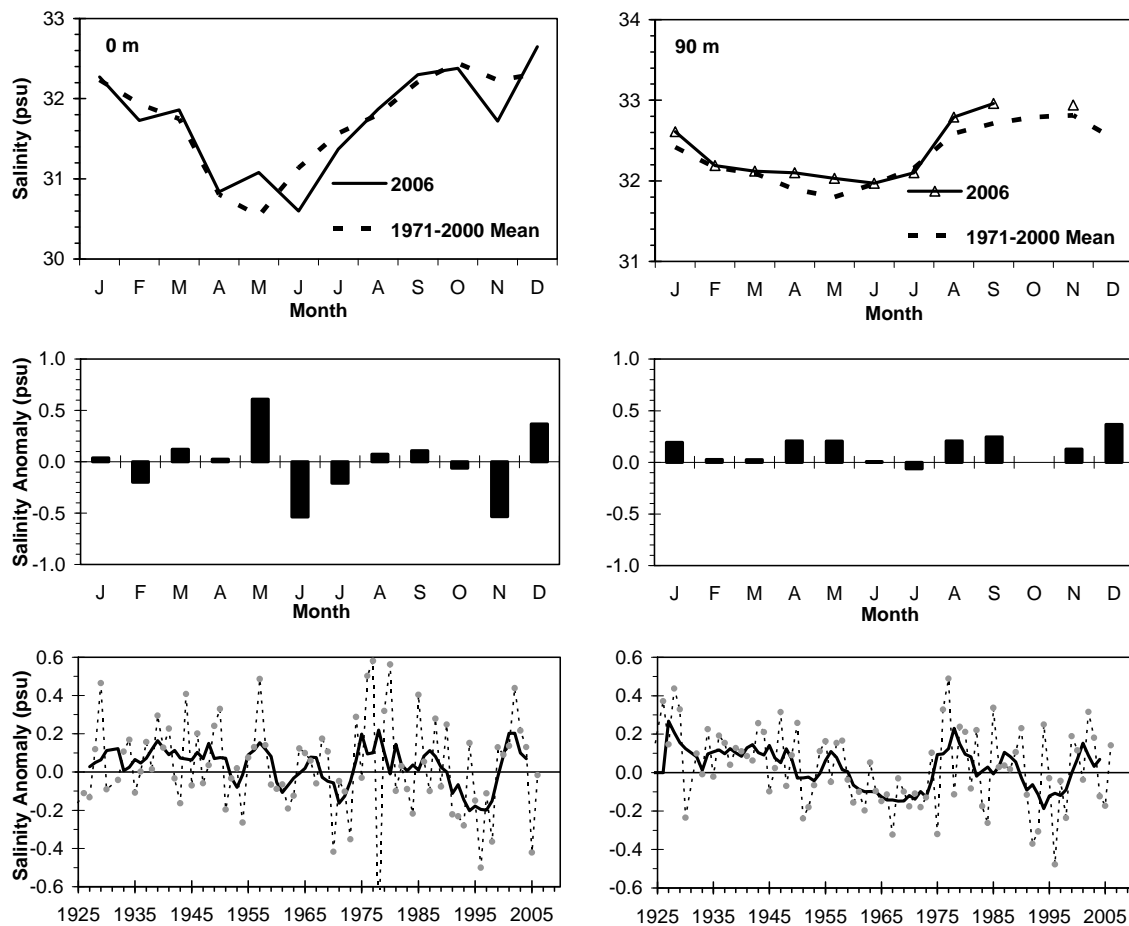 0 m
Salinity (psu)
33
32
31
30
2006
1971-2000 Mean
J F M A M J J A S O N D
Month
90 m
34
33
32
31
2006
1971-2000 Mean
J F M A M J J A S O N D
Month
Salinity Anomaly (psu)
1.0
0.5
0.0
-0.5
-1.0
J F M A M J J A S O N D
Month
1.0
0.5
0.0
-0.5
-1.0
J F M A M J J A S O N D
Month
Salinity Anomaly (psu)
0.6
0.4
0.2
0.0
-0.2
-0.4
-0.6
1925 1935 1945 1955 1965 1975 1985 1995 2005
0.6
0.4
0.2
0.0
-0.2
-0.4
-0.6
1925 1935 1945 1955 1965 1975 1985 1995 2005